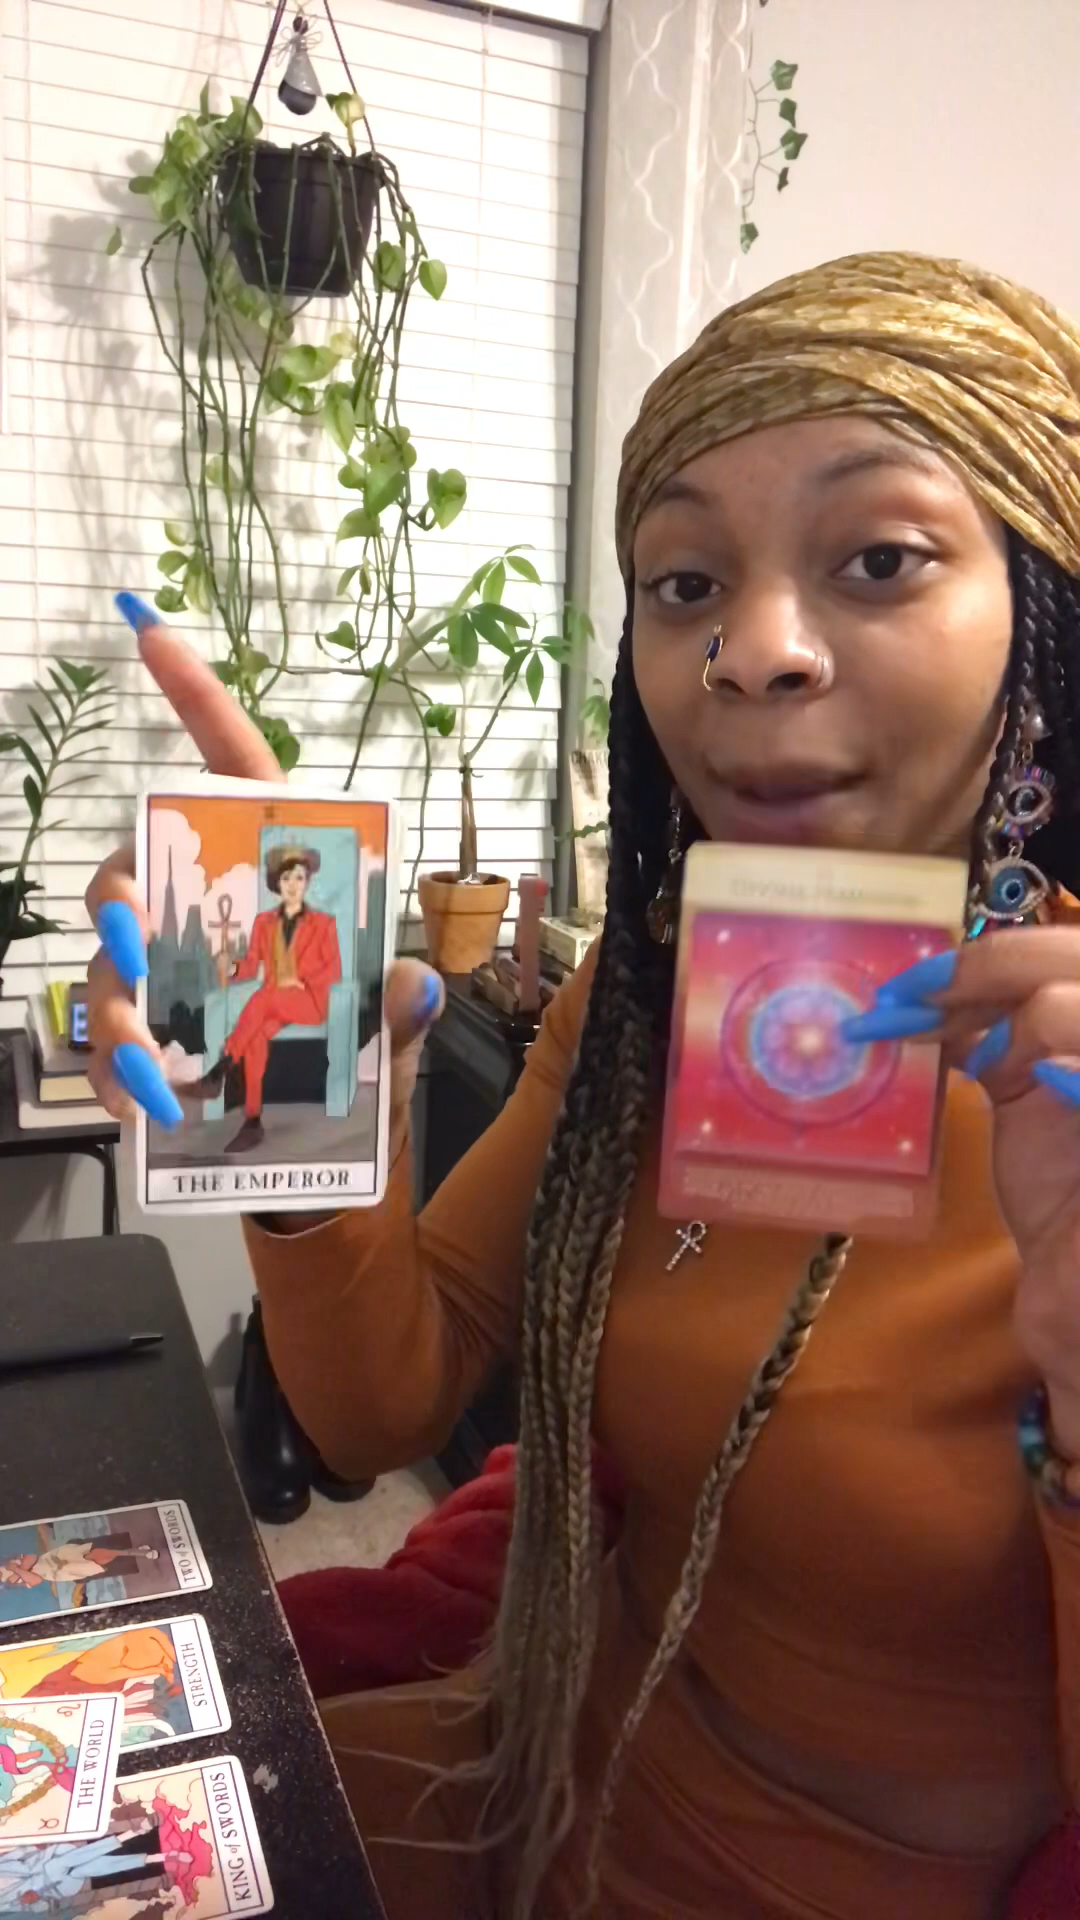 THE EMPEROR
TWO of SWORDS
STRENGTH
THE WORLD
KING of SWORDS